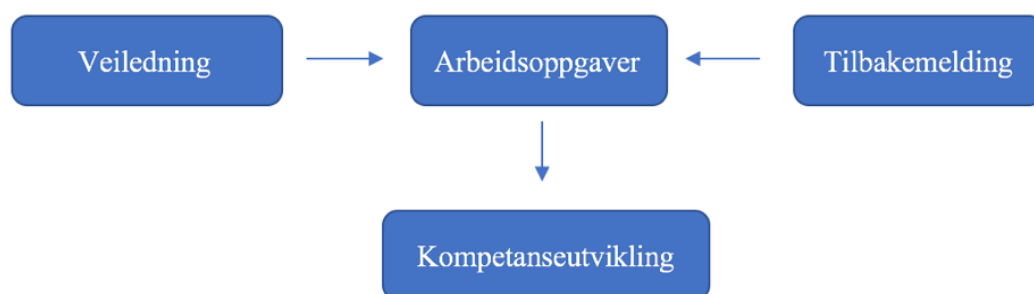 Veiledning
Arbeidsoppgaver
Tilbakemelding
Kompetanseutvikling